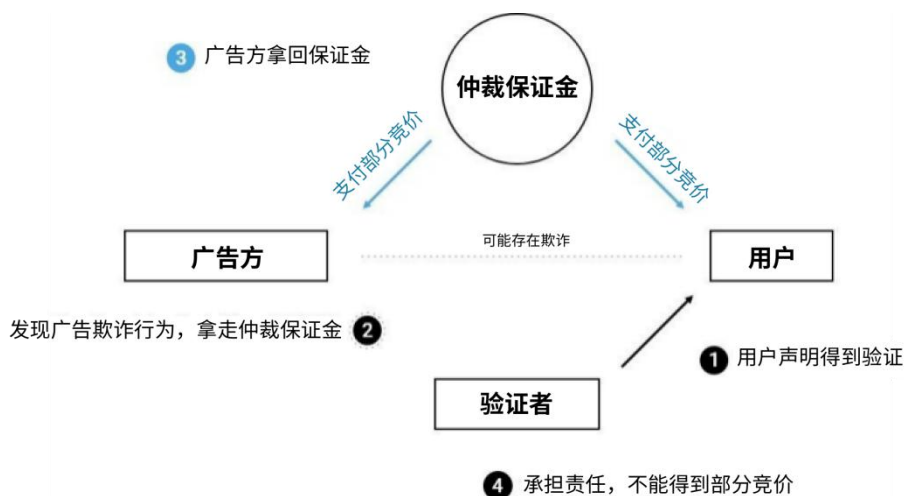 3 广告方拿回保证金
仲裁保证金
支付部分竞价
支付部分竞价
广告方
可能存在欺诈
用户
发现广告欺诈行为，拿走仲裁保证金 2
1 用户声明得到验证
验证者
4 承担责任，不能得到部分竞价